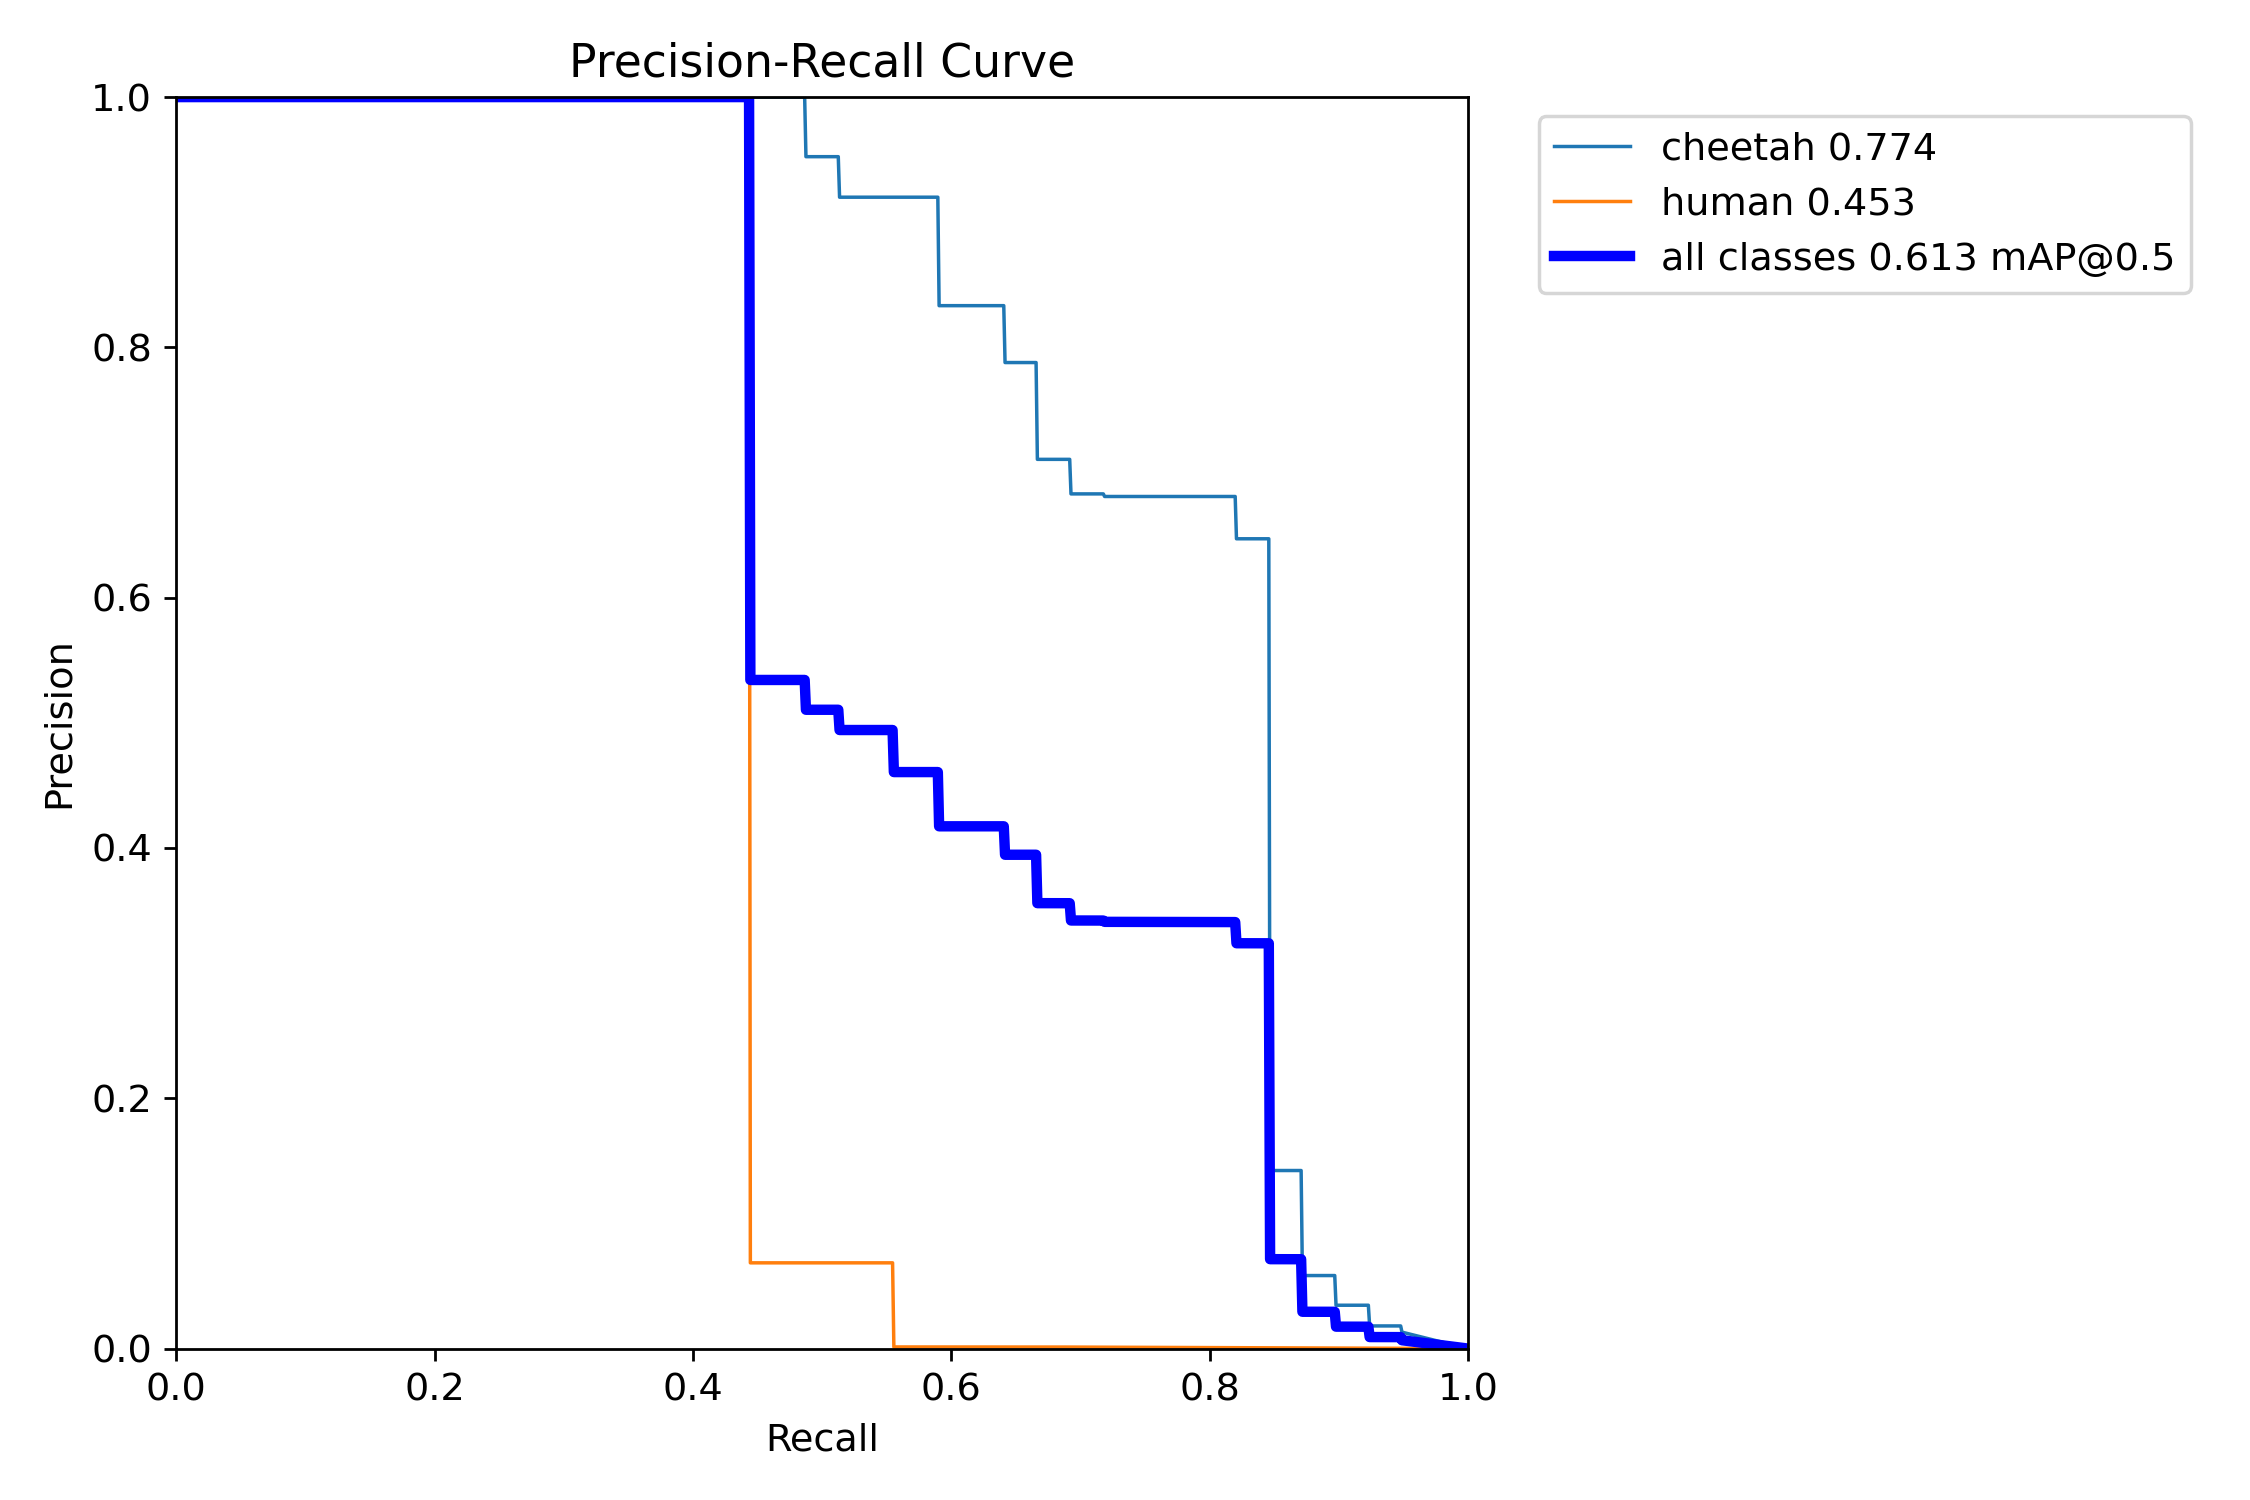 Precision-Recall Curve
1.0
0.8
0.6
0.4
0.2
0.0
Precision
0.0 0.2 0.4 0.6 0.8 1.0
Recall
cheetah 0.774
human 0.453
all classes 0.613 mAP@0.5